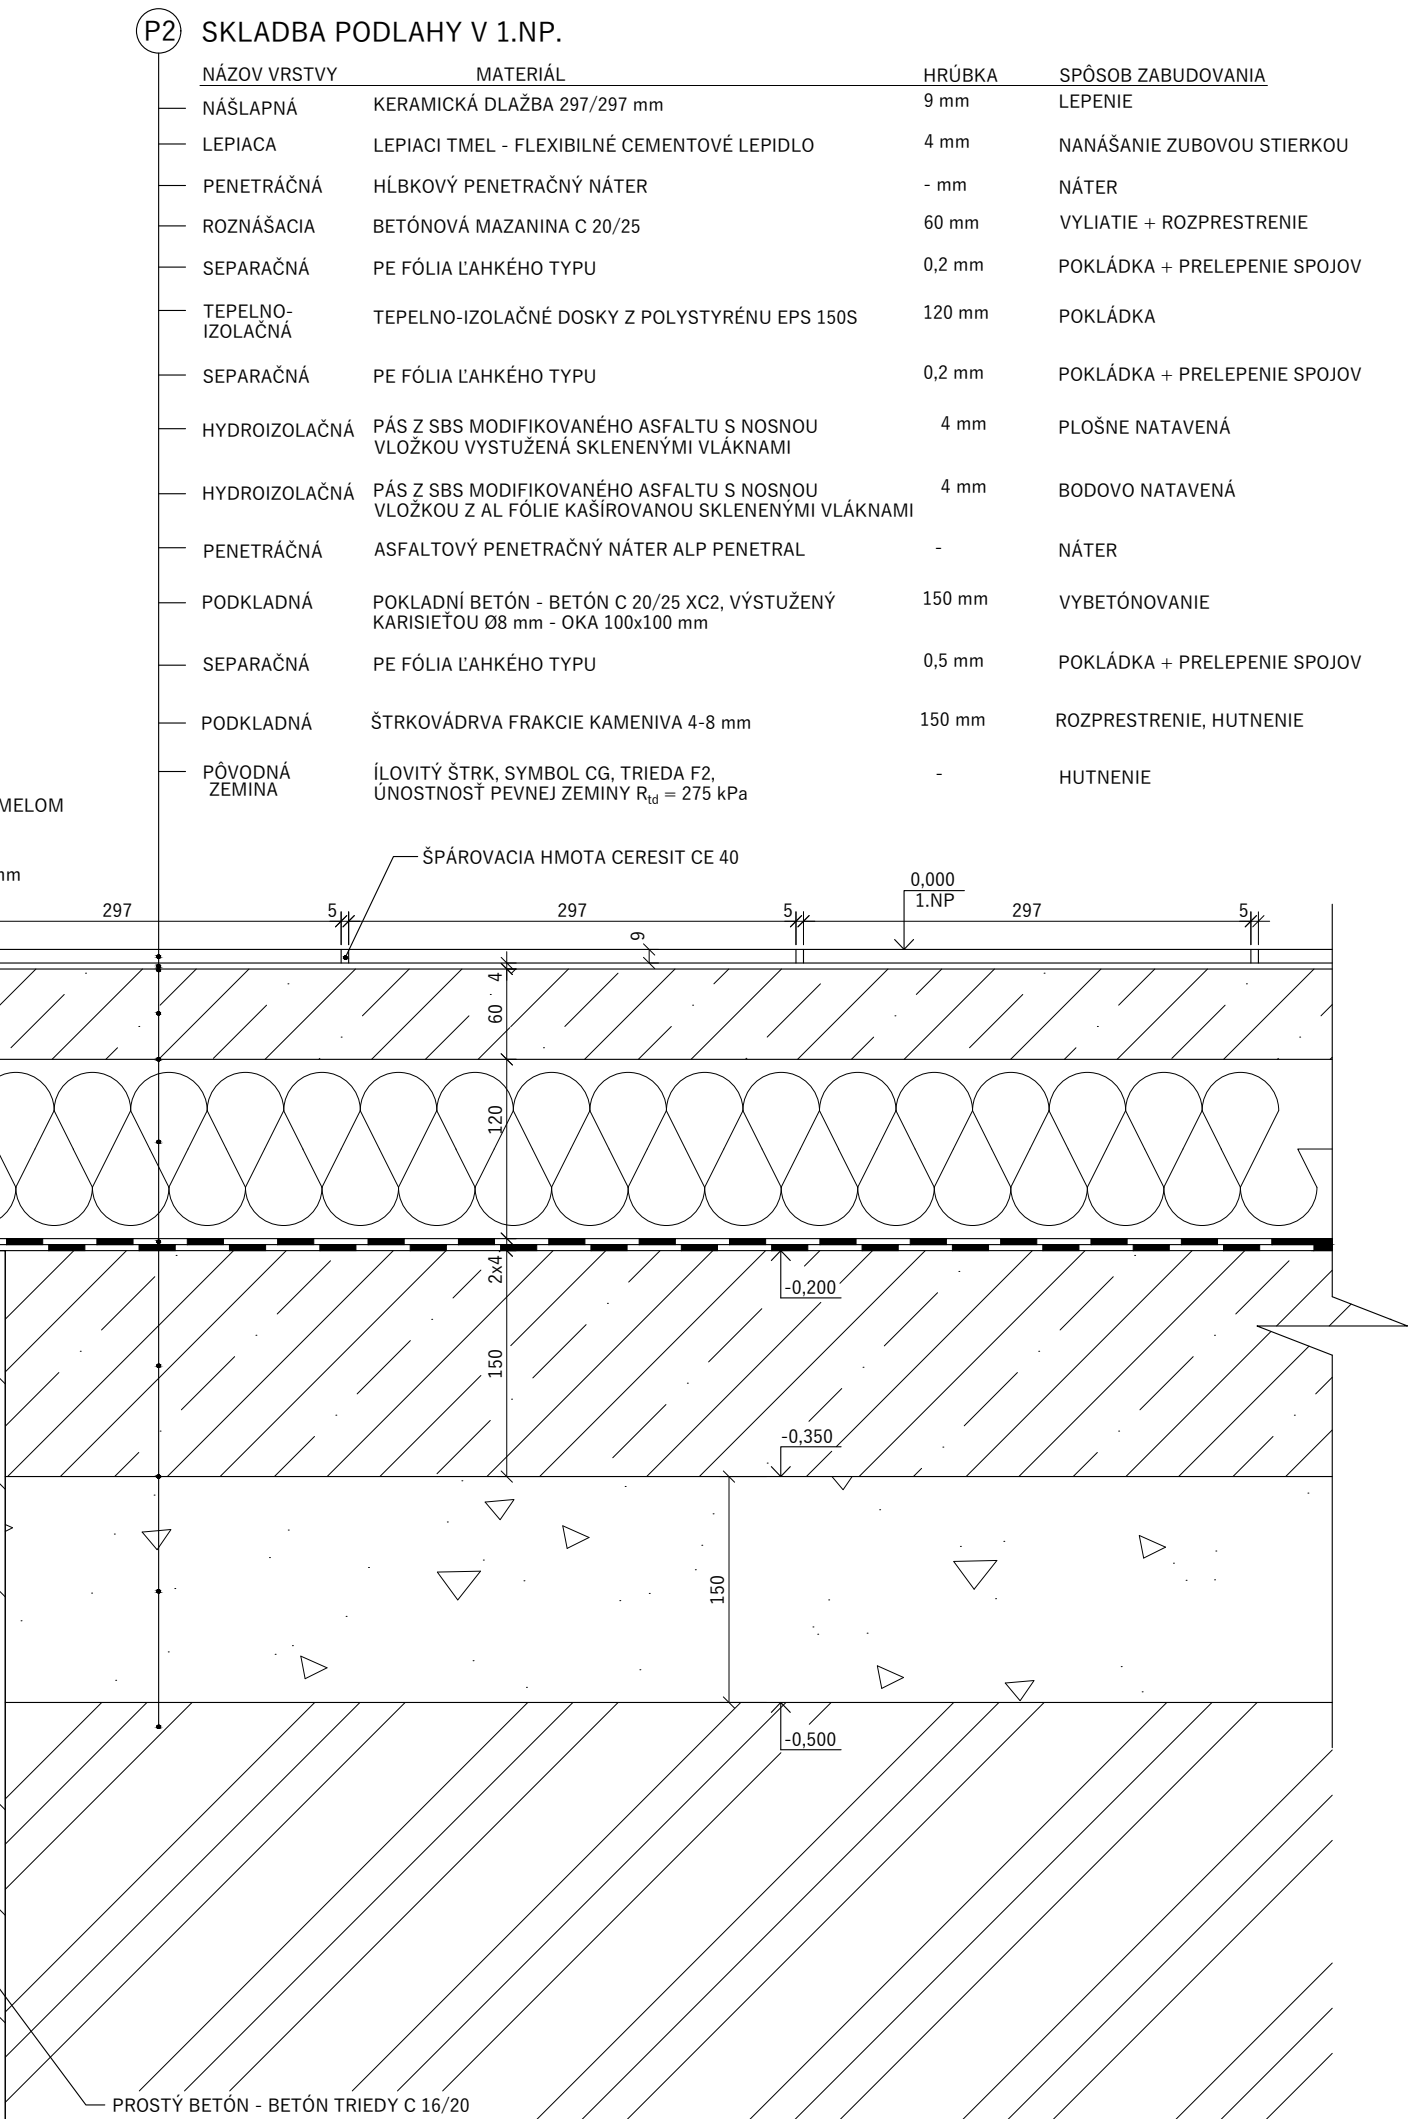 P2 SKLADBA PODLAHY V 1.NP.
NÁZOV VRSTVY MATERIÁL HRÚBKA SPÔSOB ZABUDOVANIA
NÁŠLAPNÁ KERAMICKÁ DLAŽBA 297/297 mm 9 mm LEPENIE
LEPIACA LEPIACI TMEL - FLEXIBILNÉ CEMENTOVÉ LEPIDLO 4 mm NANÁŠANIE ZUBOVOU STIERKOU
PENETRÁČNÁ HĹBKOVÝ PENETRAČNÝ NÁTER - mm NÁTER
ROZNÁŠACIA BETÓNOVÁ MAZANINA C 20/25 60 mm VYLIATIE + ROZPRESTRENIE
SEPARAČNÁ PE FÓLIA ĽAHKÉHO TYPU 0,2 mm POKLÁDKA + PRELEPENIE SPOJOV
TEPELNO-
IZOLAČNÁ TEPELNO-IZOLAČNÉ DOSKY Z POLYSTYRÉNU EPS 150S 120 mm POKLÁDKA
SEPARAČNÁ PE FÓLIA ĽAHKÉHO TYPU 0,2 mm POKLÁDKA + PRELEPENIE SPOJOV
HYDROIZOLAČNÁ PÁS Z SBS MODIFIKOVANÉHO ASFALTU S NOSNOU 4 mm PLOŠNE NATAVENÁ
VLOŽKOU VYSTUŽENÁ SKLENENÝMI VLÁKNAMI
HYDROIZOLAČNÁ PÁS Z SBS MODIFIKOVANÉHO ASFALTU S NOSNOU 4 mm BODOVO NATAVENÁ
VLOŽKOU Z AL FÓLIE KAŠÍROVANOU SKLENENÝMI VLÁKNAMI
PENETRÁČNÁ ASFALTOVÝ PENETRAČNÝ NÁTER ALP PENETRAL - NÁTER
PODKLADNÁ POKLADNÍ BETÓN - BETÓN C 20/25 XC2, VÝSTUŽENÝ 150 mm VYBETÓNOVANIE
KARISIEŤOU Ø8 mm - OKA 100x100 mm
SEPARAČNÁ PE FÓLIA ĽAHKÉHO TYPU 0,5 mm POKLÁDKA + PRELEPENIE SPOJOV
PODKLADNÁ ŠTRKOVÁDRVA FRAKCIE KAMENIVA 4-8 mm 150 mm ROZPRESTRENIE, HUTNENIE
PÔVODNÁ ÍLOVITÝ ŠTRK, SYMBOL CG, TRIEDA F2, - HUTNENIE
ZEMINA ÚNOSTNOSŤ PEVNEJ ZEMINY Rtd = 275 kPa
MELOM
ŠPÁROVACIA HMOTA CERESIT CE 40
mm
0,000
1.NP
297 5 297 5 297 5
9
4
60
120
2x4
-0,200
150
-0,350
150
-0,500
PROSTÝ BETÓN - BETÓN TRIEDY C 16/20